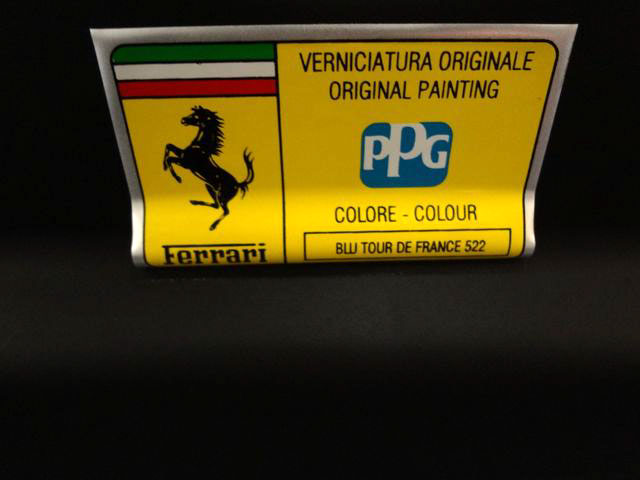 VERNICIATURA ORIGINALE
ORIGINAL PAINTING
PPG
COLORE - COLOUR
BLU TOUR DE FRANCE 522
Ferrari